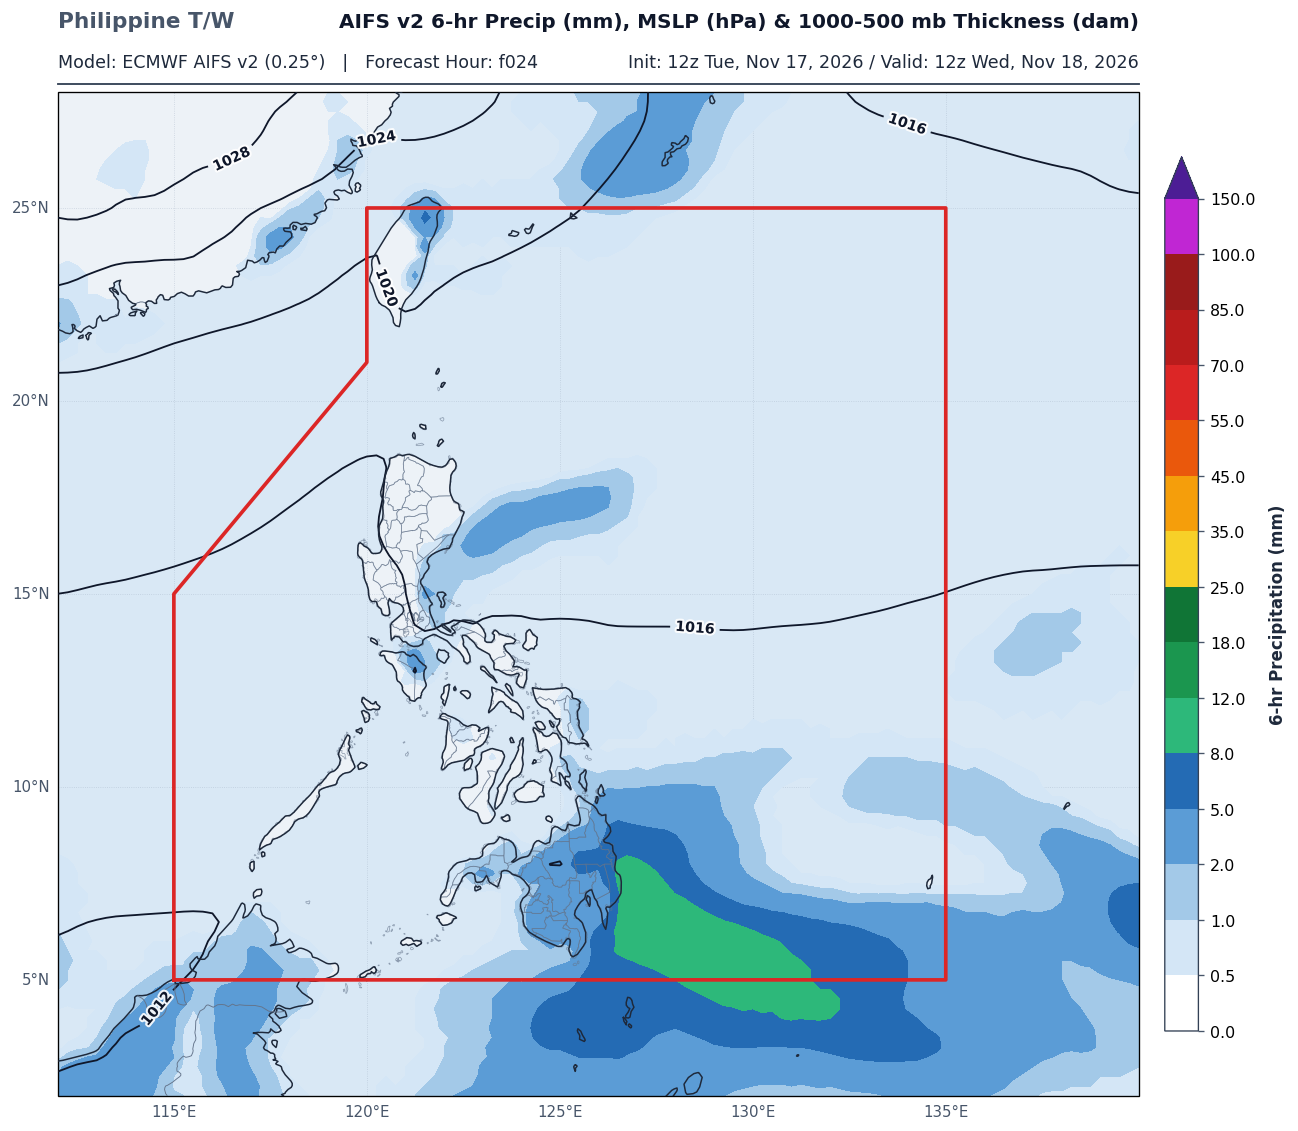 Philippine T/W
AIFS v2 6-hr Precip (mm), MSLP (hPa) & 1000-500 mb Thickness (dam)
Model: ECMWF AIFS v2 (0.25°) | Forecast Hour: f024
Init: 12z Tue, Nov 17, 2026 / Valid: 12z Wed, Nov 18, 2026
1028
1024
1016
1020
1016
1012
25°N
20°N
15°N
10°N
5°N
115°E
120°E
125°E
130°E
135°E
150.0
100.0
85.0
70.0
55.0
45.0
35.0
25.0
18.0
12.0
8.0
5.0
2.0
1.0
0.5
0.0
6-hr Precipitation (mm)